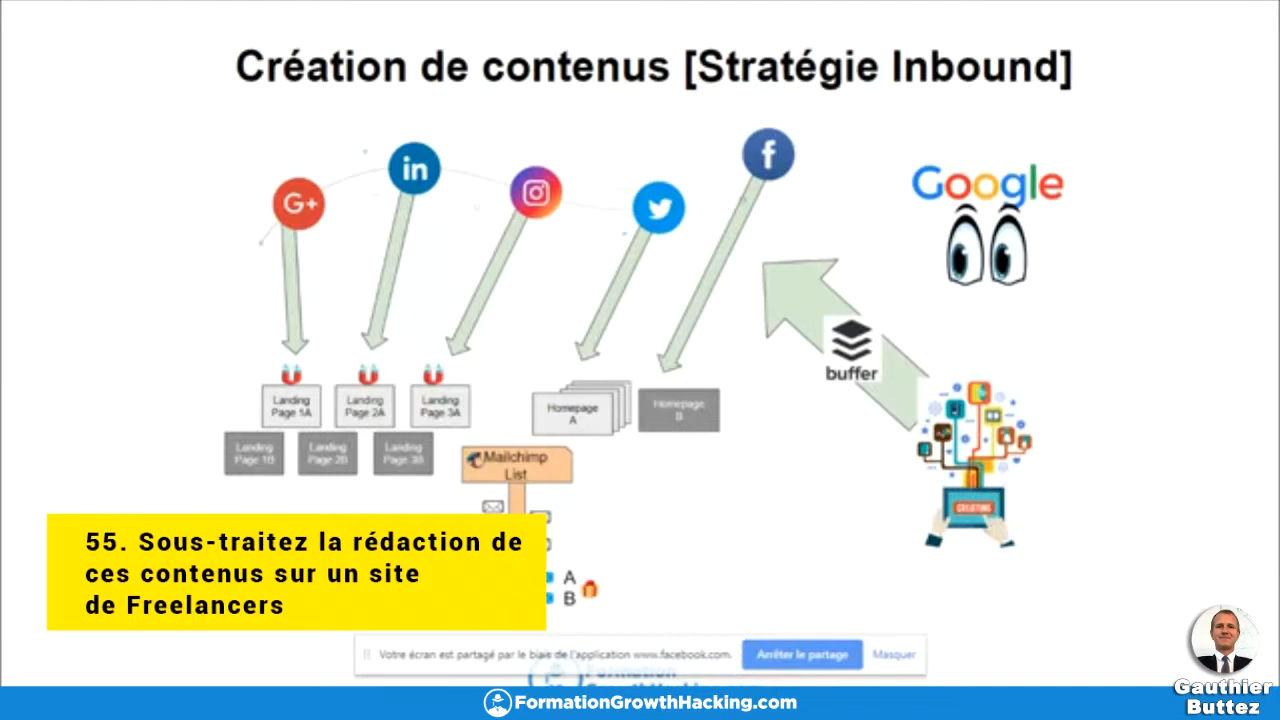 Création de contenus [Stratégie Inbound]
G+
in
f
Google
buffer
Landing
Page 1A
Landing
Page 2A
Landing
Page 3A
Homepage
A
Homepage
B
Landing
Page 1B
Landing
Page 2B
Landing
Page 3B
Mailchimp
List
CREATING
55. Sous-traitez la rédaction de
ces contenus sur un site
de Freelancers
A
B
Votre écran est partagé par le biais de l'application www.facebook.com.
Arrêter le partage
Masquer
Formation
FormationGrowthHacking.com
Gauthier
Buttez